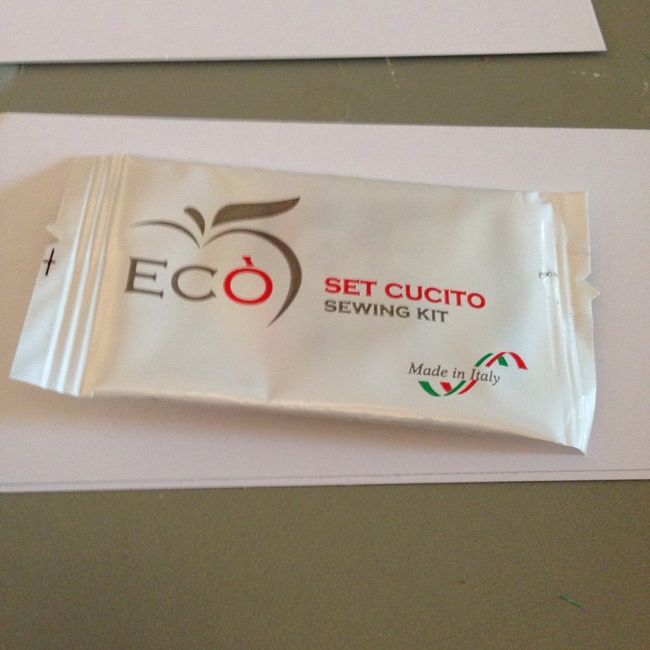 ECÒ
SET CUCITO
SEWING KIT
Made in Italy